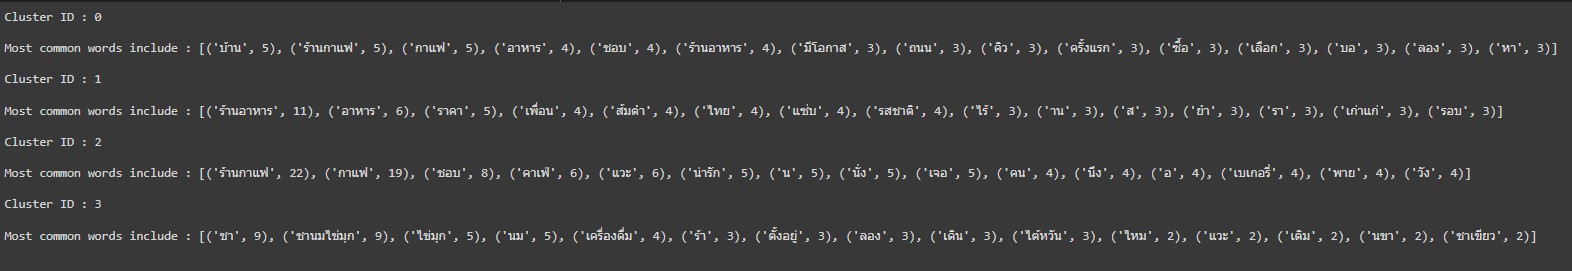 Cluster ID : 0
Most common words include : [('บ้าน', 5), ('ร้านกาแฟ', 5), ('กาแฟ', 5), ('อาหาร', 4), ('ชอบ', 4), ('ร้านอาหาร', 4), ('มีโอกาส', 3), ('ถนน', 3), ('คิว', 3), ('ครั้งแรก', 3), ('ซื้อ', 3), ('เลือก', 3), ('บอ', 3), ('ลอง', 3), ('หา', 3)]
Cluster ID : 1
Most common words include : [('ร้านอาหาร', 11), ('อาหาร', 6), ('ราคา', 5), ('เพื่อน', 4), ('ส้มตำ', 4), ('ไทย', 4), ('แซ่บ', 4), ('รสชาติ', 4), ('ไร้', 3), ('าน', 3), ('ส', 3), ('ยำ', 3), ('รา', 3), ('เก่าแก่', 3), ('รอบ', 3)]
Cluster ID : 2
Most common words include : [('ร้านกาแฟ', 22), ('กาแฟ', 19), ('ชอบ', 8), ('คาเฟ่', 6), ('แวะ', 6), ('น่ารัก', 5), ('น', 5), ('นั่ง', 5), ('เจอ', 5), ('คน', 4), ('นึง', 4), ('อ', 4), ('เบเกอรี่', 4), ('พาย', 4), ('วัง', 4)]
Cluster ID : 3
Most common words include : [('ชา', 9), ('ชานมไข่มุก', 9), ('ไข่มุก', 5), ('นม', 5), ('เครื่องดื่ม', 4), ('ร้า', 3), ('ตั้งอยู่', 3), ('ลอง', 3), ('เดิน', 3), ('ไต้หวัน', 3), ('ไหม', 2), ('แวะ', 2), ('เติม', 2), ('นขา', 2), ('ชาเขียว', 2)]